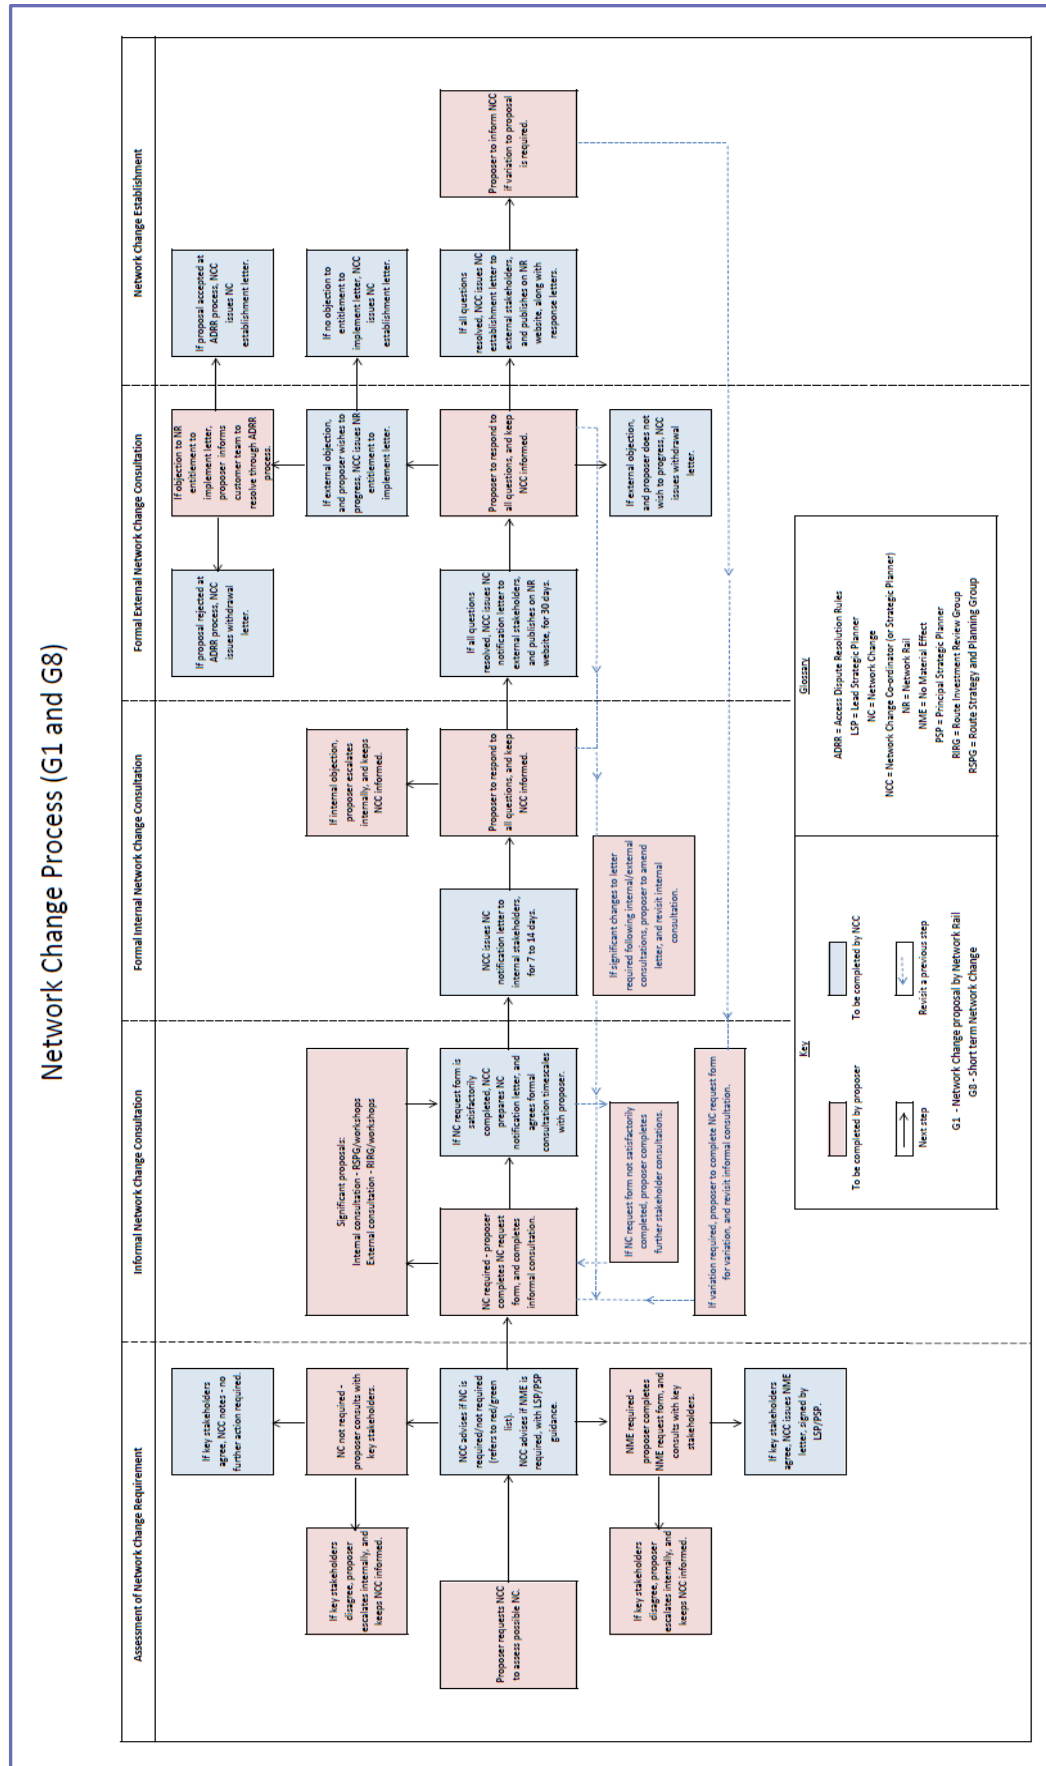 Network Change Process (G1 and G8)
Assessment of Network Change Requirement
Informal Network Change Consultation
Formal Internal Network Change Consultation
Formal External Network Change Consultation
Network Change Establishment
If key stakeholders
agree, NCC notes - no
further action required.
If key stakeholders
disagree, proposer
escalates internally, and
keeps NCC informed.
NC not required -
proposer consults with
key stakeholders.
Proposer requests NCC
to assess possible NC.
NCC advises if NC is
required/not required
(refers to red/green
list).
NCC advises if NME is
required, with LSP/PSP
guidance.
If key stakeholders
disagree, proposer
escalates internally, and
keeps NCC informed.
NME required -
proposer completes
NME request form, and
consults with key
stakeholders.
If key stakeholders
agree, NCC issues NME
letter, signed by
LSP/PSP.
Significant proposals:
Internal consultation - RSPG/workshops
External consultation - RIRG/workshops
NC required - proposer
completes NC request
form, and completes
informal consultation.
If NC request form is
satisfactorily
completed, NCC
prepares NC
notification letter, and
agrees formal
consultation timescales
with proposer.
If NC request form not satisfactorily
completed, proposer completes
further stakeholder consultations.
If variation required, proposer to complete NC request form
for variation, and revisit informal consultation.
NCC issues NC
notification letter to
internal stakeholders,
for 7 to 14 days.
If internal objection,
proposer escalates
internally, and keeps
NCC informed.
Proposer to respond to
all questions, and keep
NCC informed.
If significant changes to letter
required following internal/external
consultations, proposer to amend
letter, and revisit internal
consultation.
If proposal rejected at
ADRR process, NCC
issues withdrawal
letter.
If objection to NR
entitlement to
implement letter,
proposer informs
customer team to
resolve through ADRR
process.
If external objection,
and proposer wishes to
progress, NCC issues NR
entitlement to
implement letter.
If all questions
resolved, NCC issues NC
notification letter to
external stakeholders,
and publishes on NR
website, for 30 days.
Proposer to respond to
all questions, and keep
NCC informed.
If external objection,
and proposer does not
wish to progress, NCC
issues withdrawal
letter.
If proposal accepted at
ADRR process, NCC
issues NC
establishment letter.
If no objection to
entitlement to
implement letter, NCC
issues NC
establishment letter.
If all questions
resolved, NCC issues NC
establishment letter to
external stakeholders,
and publishes on NR
website, along with
response letters.
Proposer to inform NCC
if variation to proposal
is required.
Key
To be completed by proposer
To be completed by NCC
Next step
Revisit a previous step
G1 - Network Change proposal by Network Rail
G8 - Short term Network Change
Glossary
ADRR = Access Dispute Resolution Rules
LSP = Lead Strategic Planner
NC = Network Change
NCC = Network Change Co-ordinator (or Strategic Planner)
NR = Network Rail
NME = No Material Effect
PSP = Principal Strategic Planner
RIRG = Route Investment Review Group
RSPG = Route Strategy and Planning Group